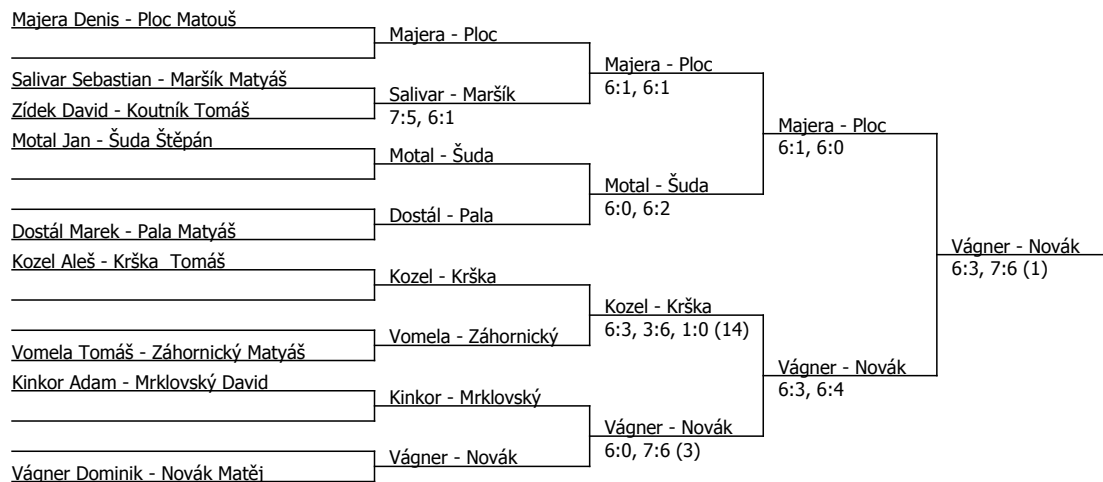 Majera Denis - Ploc Matouš
Salivar Sebastian - Maršík Matyáš
Zídek David - Koutník Tomáš
Motal Jan - Šuda Štěpán
Dostál Marek - Pala Matyáš
Kozel Aleš - Krška  Tomáš
Vomela Tomáš - Záhornický Matyáš
Kinkor Adam - Mrklovský David
Vágner Dominik - Novák Matěj
Majera - Ploc
Salivar - Maršík
7:5, 6:1
Motal - Šuda
Dostál - Pala
Kozel - Krška
Vomela - Záhornický
Kinkor - Mrklovský
Vágner - Novák
Majera - Ploc
6:1, 6:1
Motal - Šuda
6:0, 6:2
Kozel - Krška
6:3, 3:6, 1:0 (14)
Vágner - Novák
6:0, 7:6 (3)
Majera - Ploc
6:1, 6:0
Vágner - Novák
6:3, 6:4
Vágner - Novák
6:3, 7:6 (1)